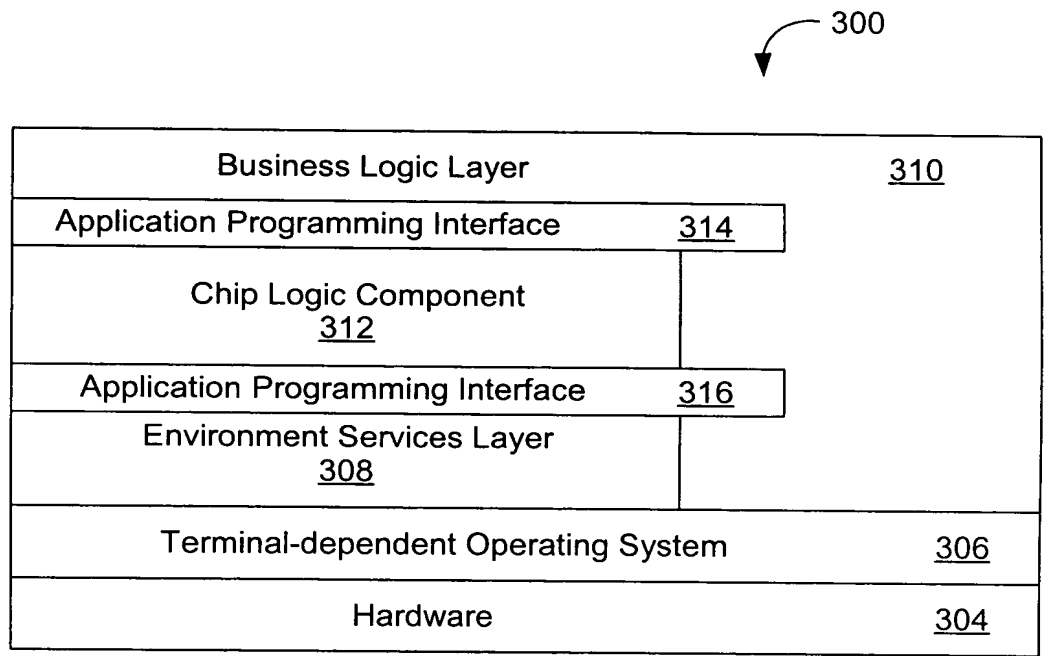 300
Business Logic Layer 310
Application Programming Interface 314
Chip Logic Component
312
Application Programming Interface 316
Environment Services Layer
308
Terminal-dependent Operating System 306
Hardware 304